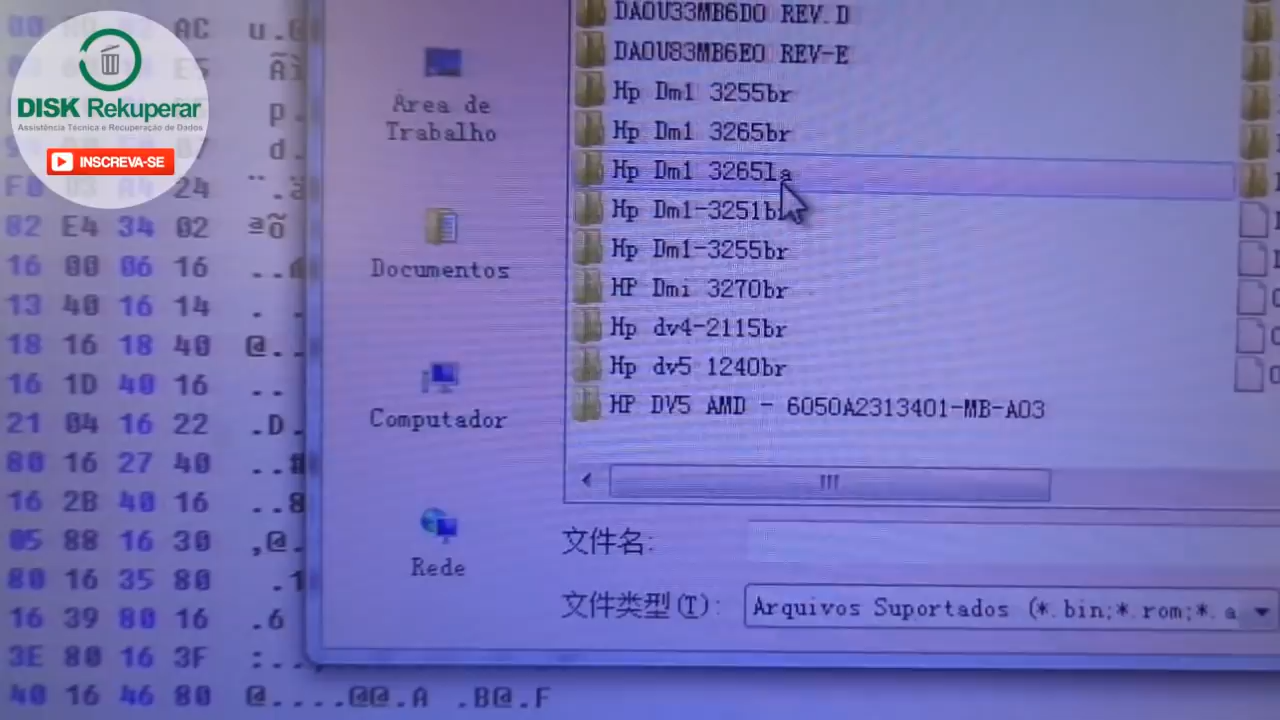 DISK Rekuperar
Assistência Técnica e Recuperação de Dados
INSCREVA-SE
AC
E5
24
82 E4 34 02
16 00 06 16
13 40 16 14
18 16 18 40
16 1D 40 16
21 04 16 22
80 16 27 40
16 2B 40 16
05 88 16 30
80 16 35 80
16 39 80 16
3E 80 16 3F
40 16 46 80
@....@@.A .B@.F
Área de
Trabalho
Documentos
Computador
Rede
DA0U33MB6D0 REV.D
DA0U83MB6E0 REV-E
Hp Dm1 3255br
Hp Dm1 3265br
Hp Dm1 3265la
Hp Dm1-3251br
Hp Dm1-3255br
HP Dmi 3270br
Hp dv4-2115br
Hp dv5 1240br
HP DV5 AMD - 6050A2313401-MB-A03
文件名:
文件类型(T):
Arquivos Suportados (*.bin;*.rom;*.a